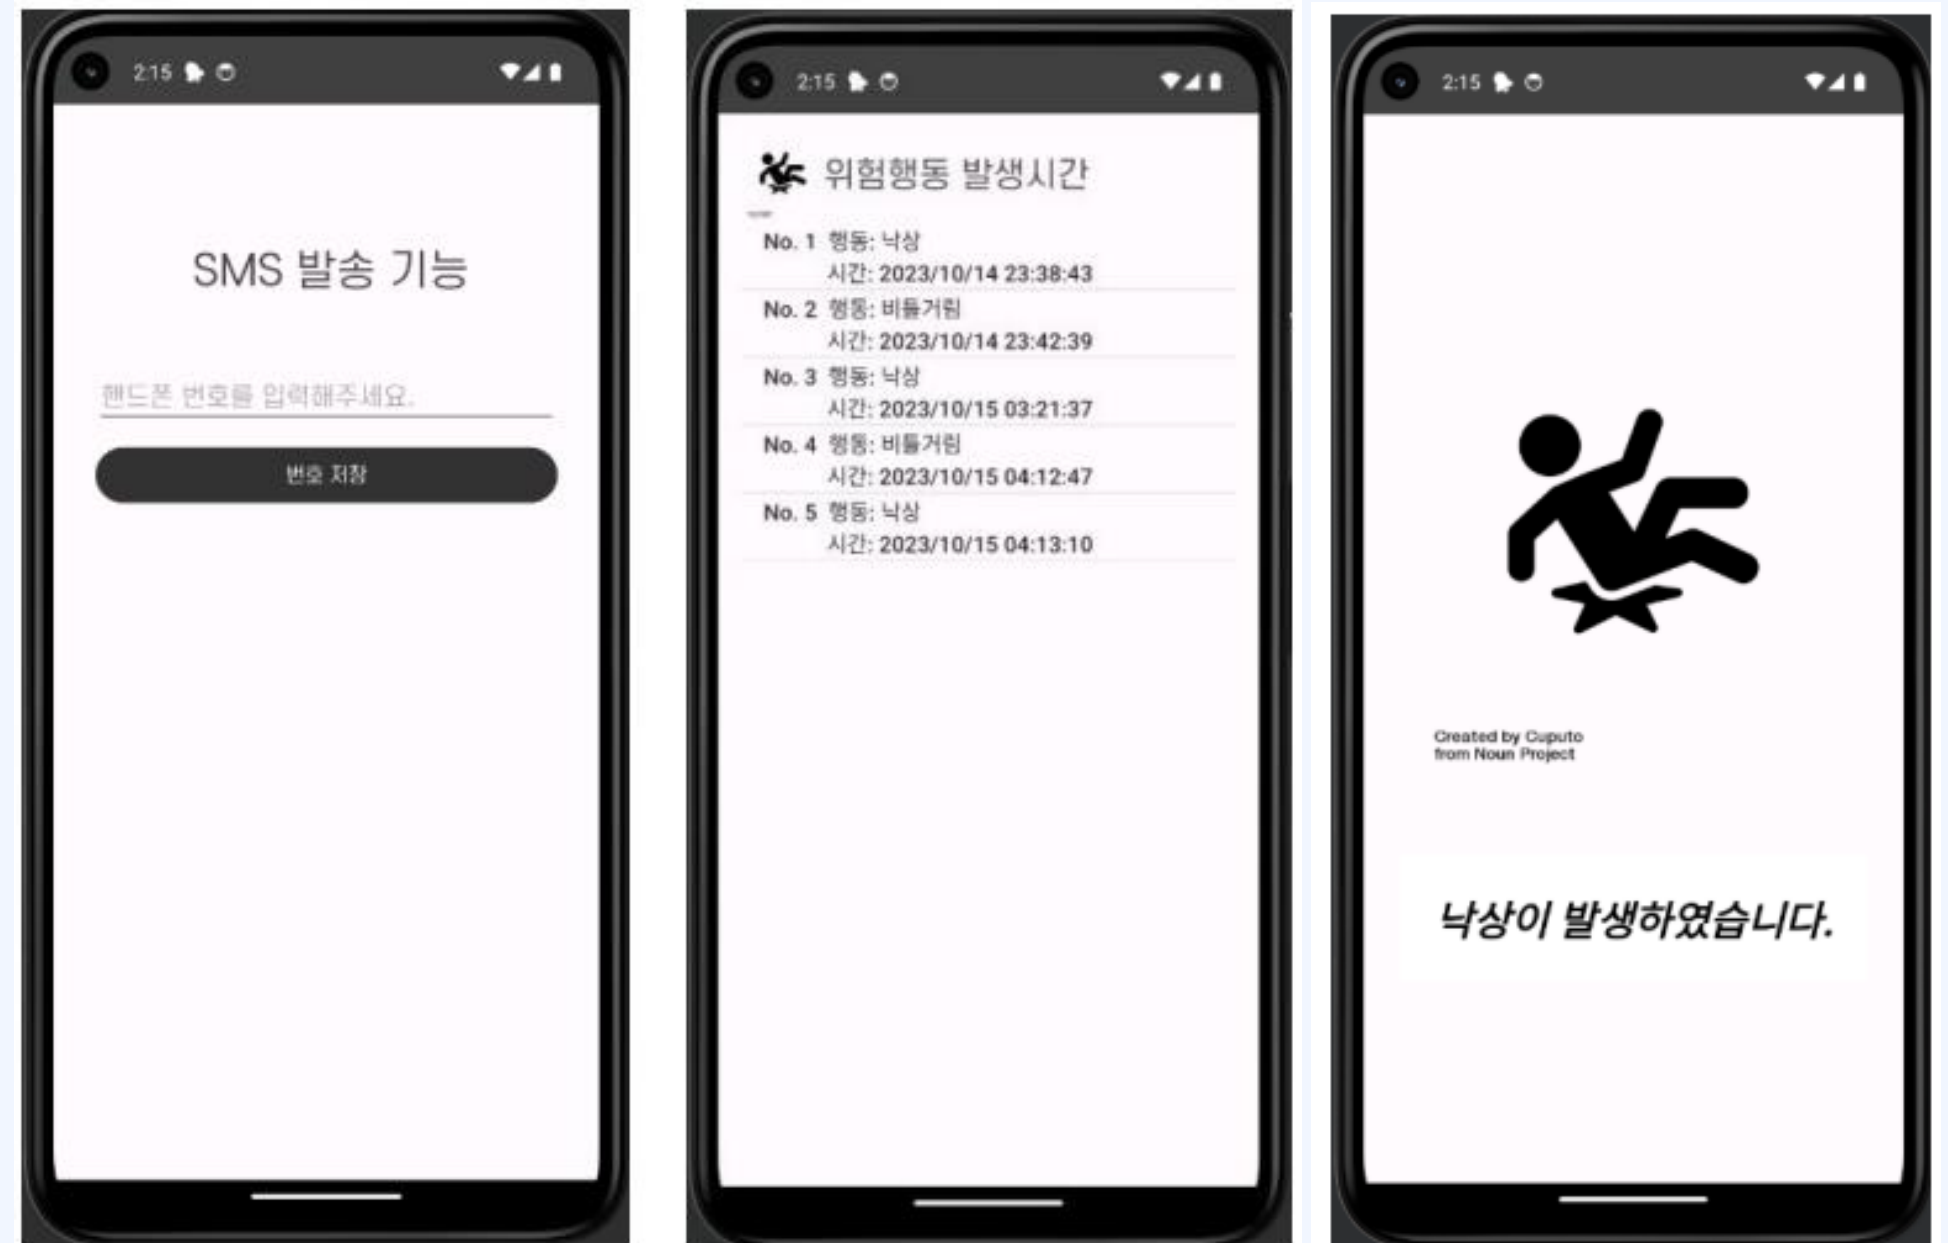 2:15
SMS 발송 기능
핸드폰 번호를 입력해주세요.
번호 저장
2:15
위험행동 발생시간
No. 1 행동: 낙상
시간: 2023/10/14 23:38:43
No. 2 행동: 비틀거림
시간: 2023/10/14 23:42:39
No. 3 행동: 낙상
시간: 2023/10/15 03:21:37
No. 4 행동: 비틀거림
시간: 2023/10/15 04:12:47
No. 5 행동: 낙상
시간: 2023/10/15 04:13:10
2:15
Created by Cuputo
from Noun Project
낙상이 발생하였습니다.